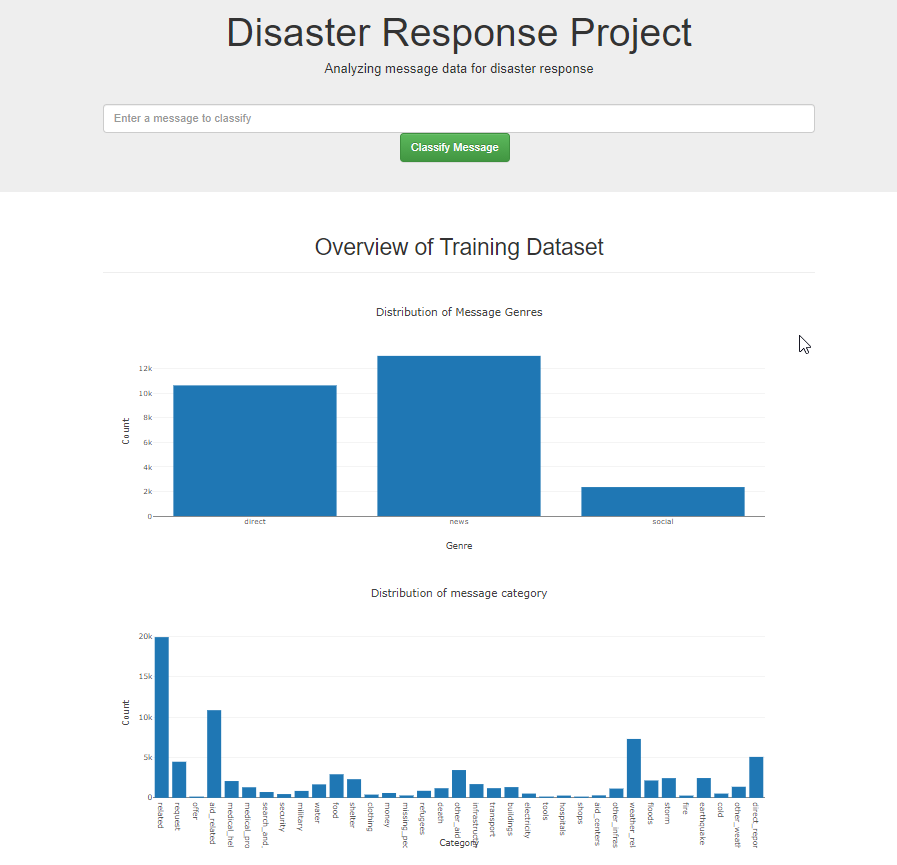 Disaster Response Project
Analyzing message data for disaster response
Enter a message to classify
Classify Message
Overview of Training Dataset
Distribution of Message Genres
12k
10k
8k
6k
4k
2k
0
Count
direct news social
Genre
Distribution of message category
20k
15k
10k
5k
0
Count
related
request
offer
aid_related
medical_hel
medical_pro
search_and.
security
military
water
food
shelter
clothing
money
missing_peo
refugees
death
other_aid
infrastructu
transport
buildings
electricity
tools
hospitals
shops
aid_centers
other_infras
weather_rel
floods
storm
fire
earthquake
cold
other_weath
direct_repor
Category